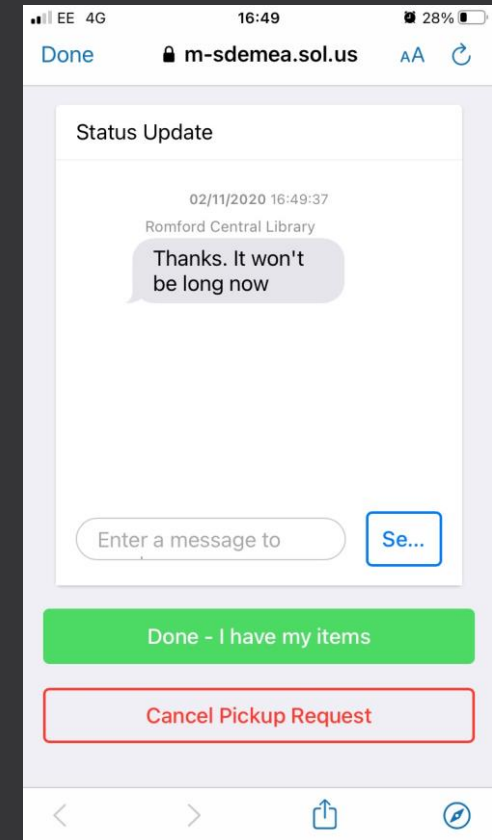 EE 4G 16:49 28%
Done m-sdemea.sol.us AA
Status Update
02/11/2020 16:49:37
Romford Central Library
Thanks. It won't
be long now
Enter a message to
Se...
Done - I have my items
Cancel Pickup Request